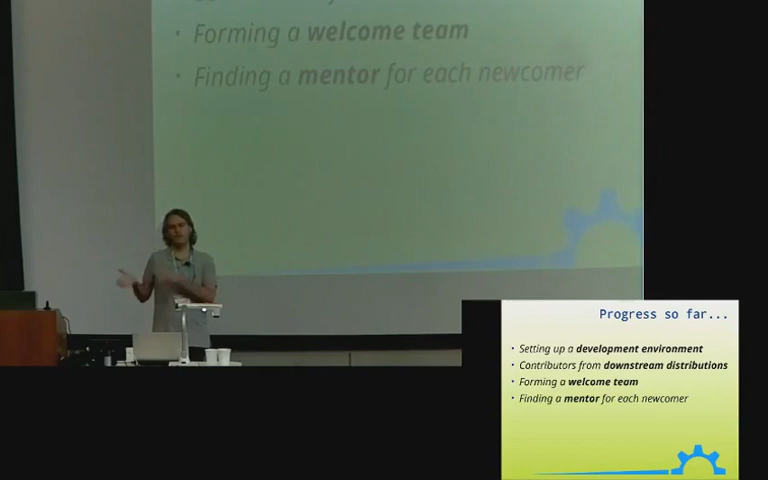 Forming a welcome team
Finding a mentor for each newcomer
Progress so far...
Setting up a development environment
Contributors from downstream distributions
Forming a welcome team
Finding a mentor for each newcomer